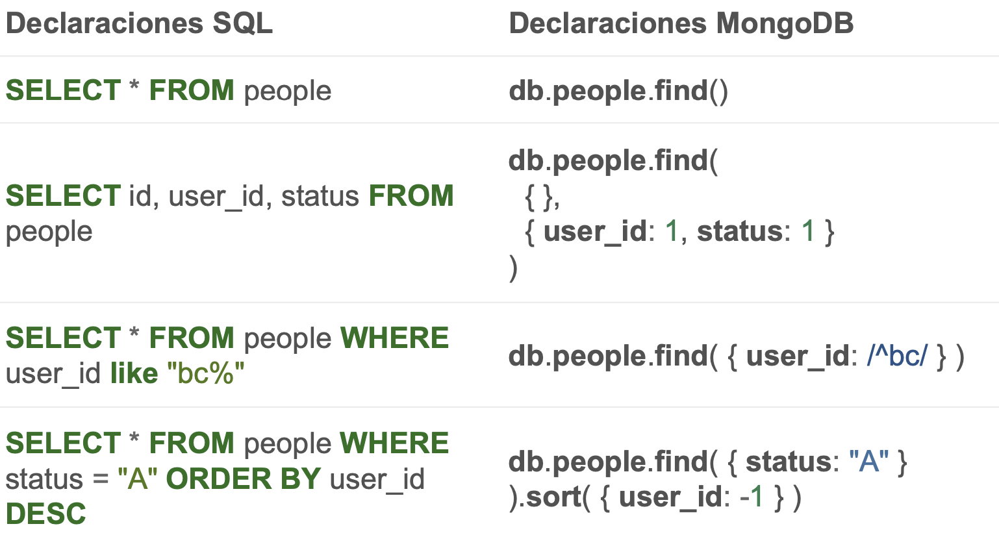 Declaraciones SQL
Declaraciones MongoDB
SELECT * FROM people
db.people.find()
SELECT id, user_id, status FROM
people
db.people.find(
{ },
{ user_id: 1, status: 1 }
)
SELECT * FROM people WHERE
user_id like "bc%"
db.people.find( { user_id: /^bc/ } )
SELECT * FROM people WHERE
status = "A" ORDER BY user_id
DESC
db.people.find( { status: "A" }
).sort( { user_id: -1 } )